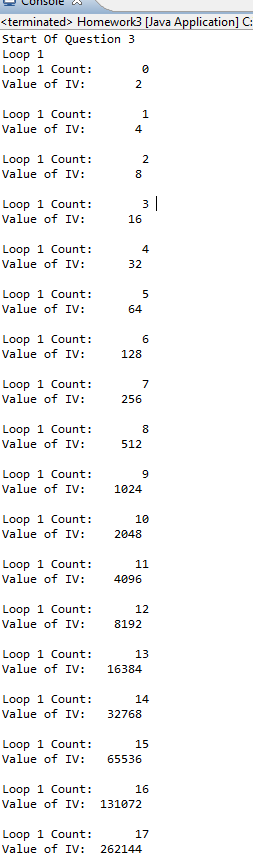 Console
<terminated> Homework3 [Java Application] C:
Start Of Question 3
Loop 1
Loop 1 Count:      0
Value of IV:       2

Loop 1 Count:      1
Value of IV:       4

Loop 1 Count:      2
Value of IV:       8

Loop 1 Count:      3
Value of IV:      16

Loop 1 Count:      4
Value of IV:      32

Loop 1 Count:      5
Value of IV:      64

Loop 1 Count:      6
Value of IV:     128

Loop 1 Count:      7
Value of IV:     256

Loop 1 Count:      8
Value of IV:     512

Loop 1 Count:      9
Value of IV:    1024

Loop 1 Count:      10
Value of IV:    2048

Loop 1 Count:      11
Value of IV:    4096

Loop 1 Count:      12
Value of IV:    8192

Loop 1 Count:      13
Value of IV:   16384

Loop 1 Count:      14
Value of IV:   32768

Loop 1 Count:      15
Value of IV:   65536

Loop 1 Count:      16
Value of IV:  131072

Loop 1 Count:      17
Value of IV:  262144